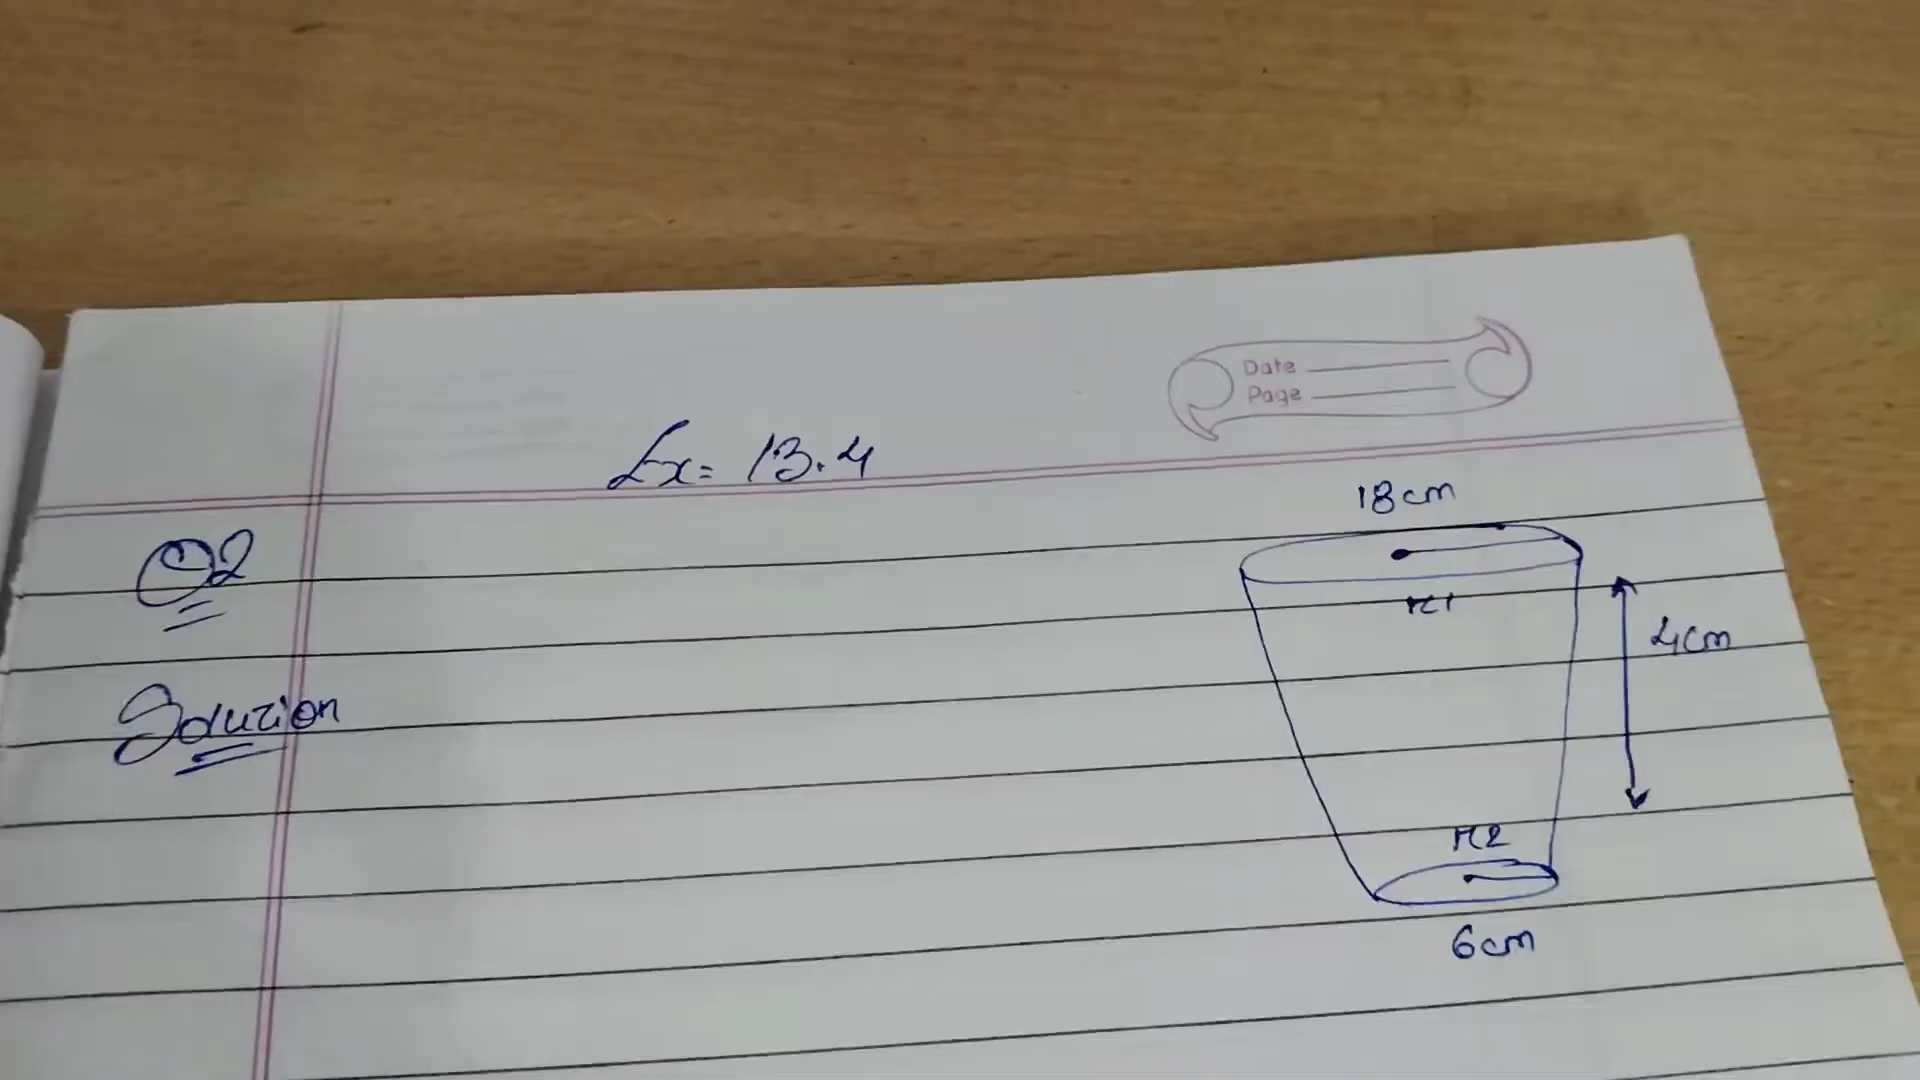 Date
Page
Ex= 13.4
Q2
Solution
18cm
r1
4cm
r2
6cm